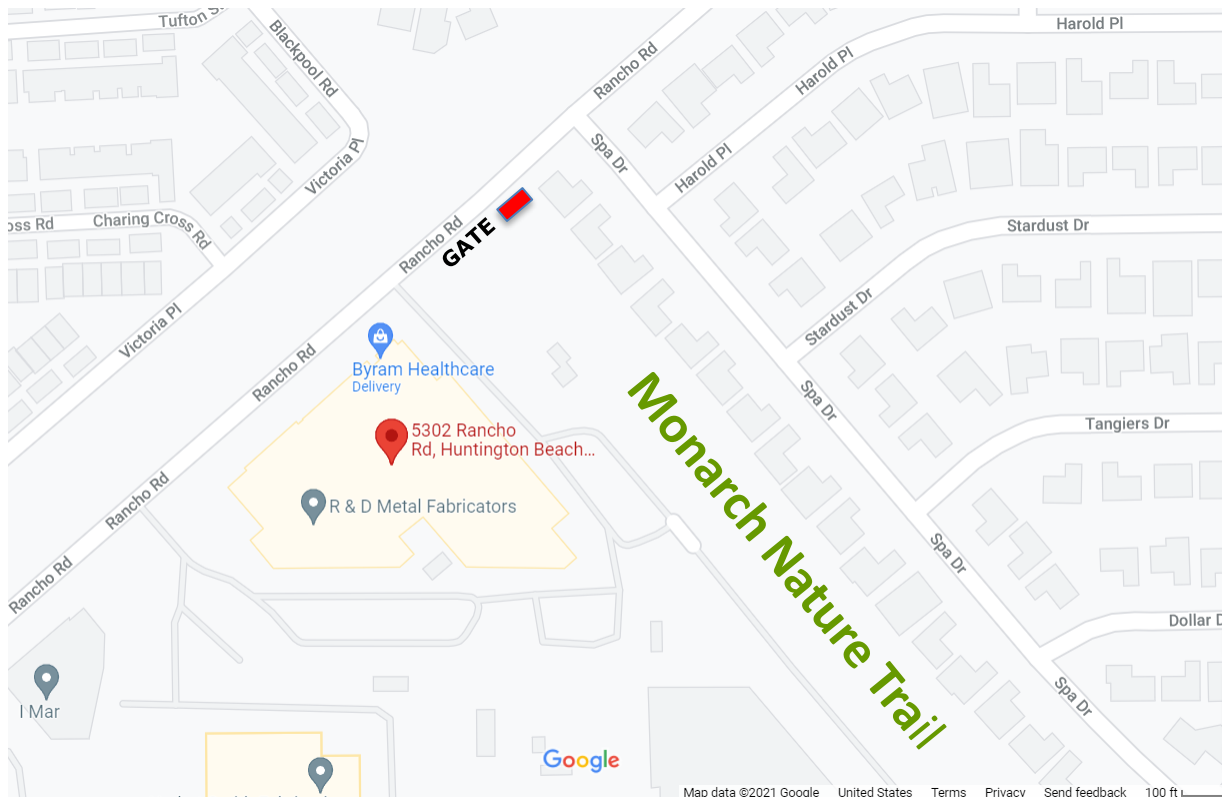 Tufton S
Blackpool Rd
Rancho Rd
Harold Pl
Harold Pl
Spa Dr
Harold Pl
Victoria Pl
oss Rd
Charing Cross Rd
Rancho Rd
GATE
Stardust Dr
Victoria Pl
Stardust Dr
Rancho Rd
Byram Healthcare
Delivery
Spa Dr
5302 Rancho
Rd, Huntington Beach...
Tangiers Dr
Monarch Nature Trail
Rancho Rd
R & D Metal Fabricators
Spa Dr
Rancho Rd
Dollar D
Spa Dr
I Mar
Google
Map data ©2021 Google United States Terms Privacy Send feedback 100 ft